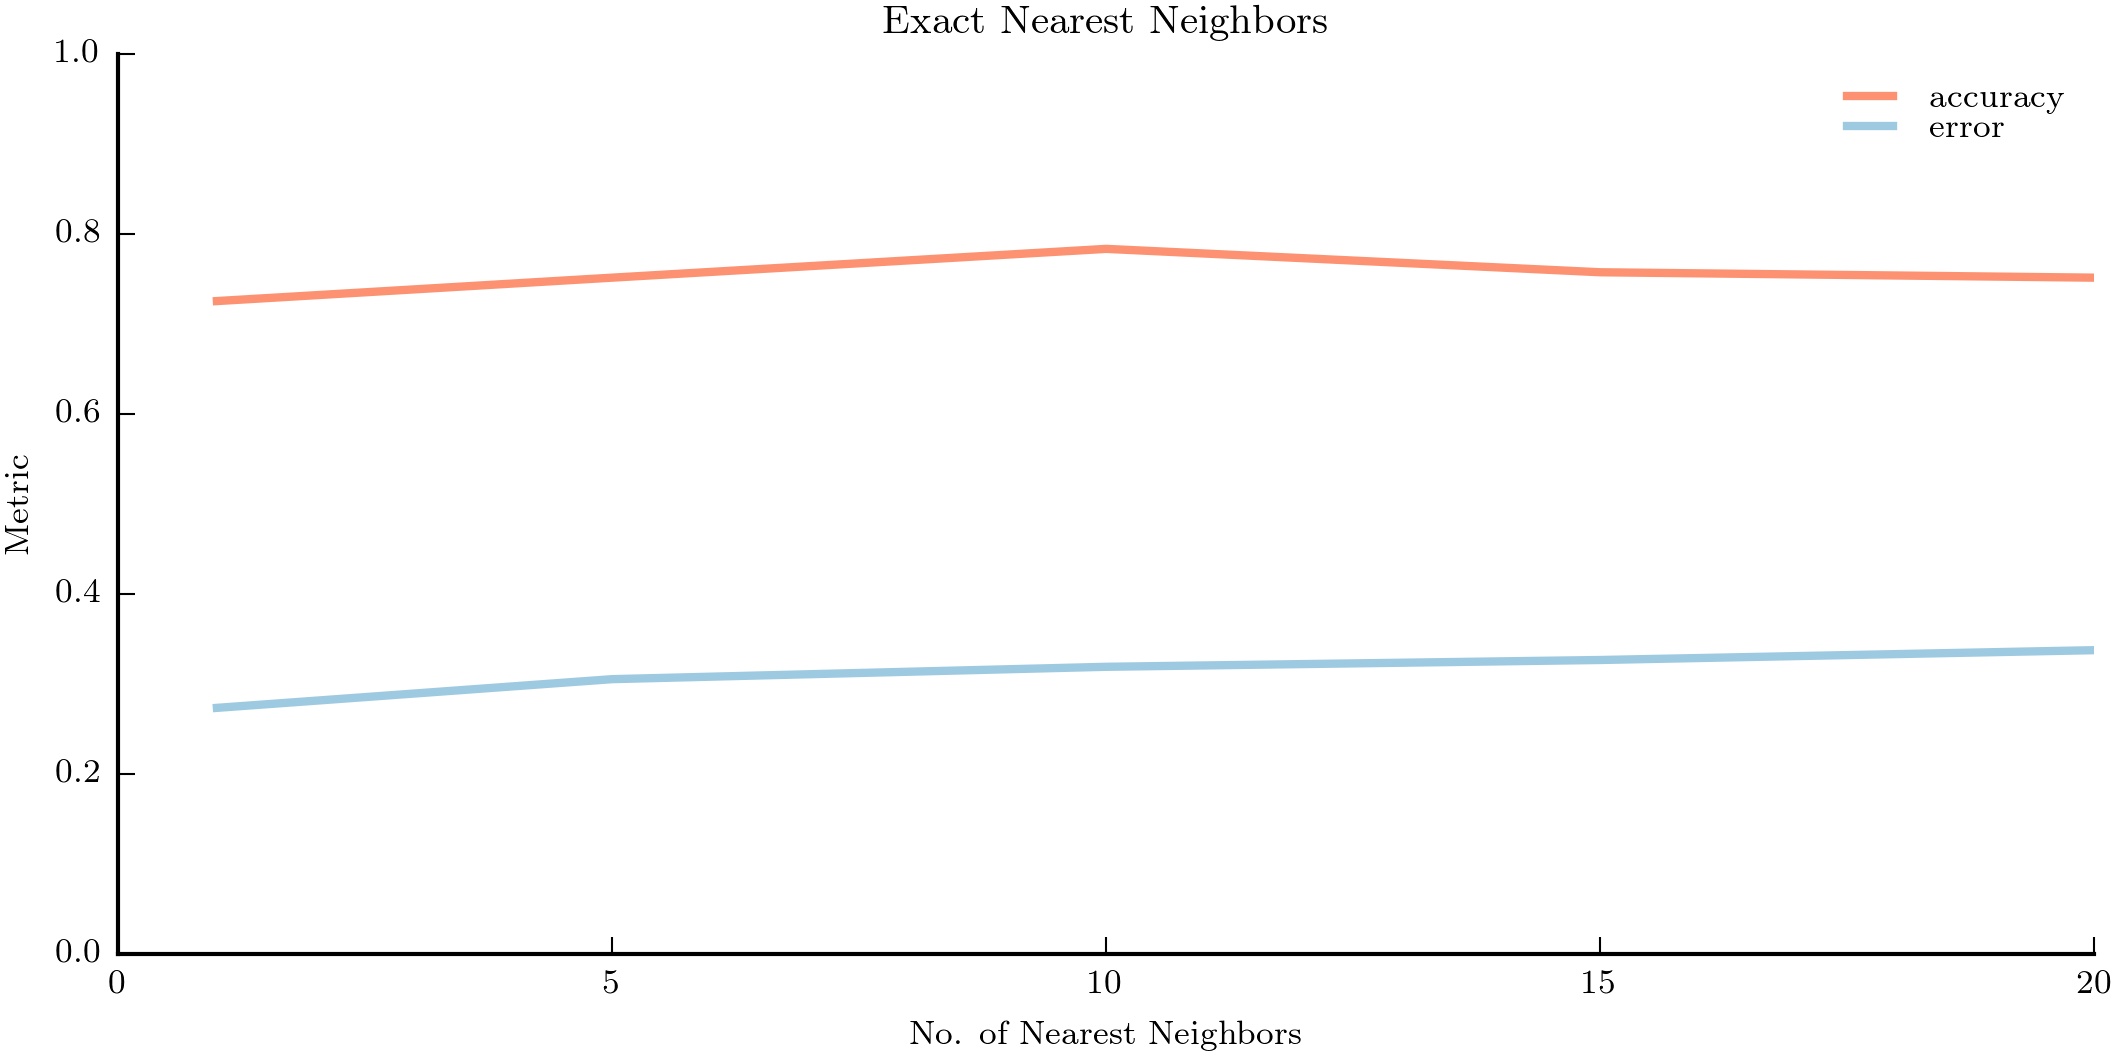 Exact Nearest Neighbors
1.0
accuracy
error
0.8
0.6
Metric
0.4
0.2
0.0
0 5 10 15 20
No. of Nearest Neighbors